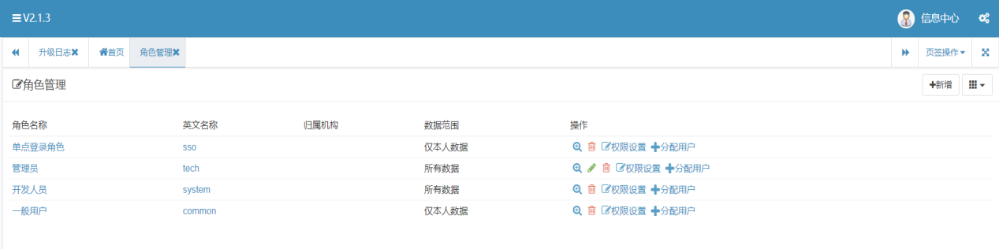 V2.1.3 信息中心
升级日志 首页 角色管理 页签操作
角色管理 新增
角色名称 英文名称 归属机构 数据范围 操作
单点登录角色 sso 仅本人数据 权限设置 分配用户
管理员 tech 所有数据 权限设置 分配用户
开发人员 system 所有数据 权限设置 分配用户
一般用户 common 仅本人数据 权限设置 分配用户